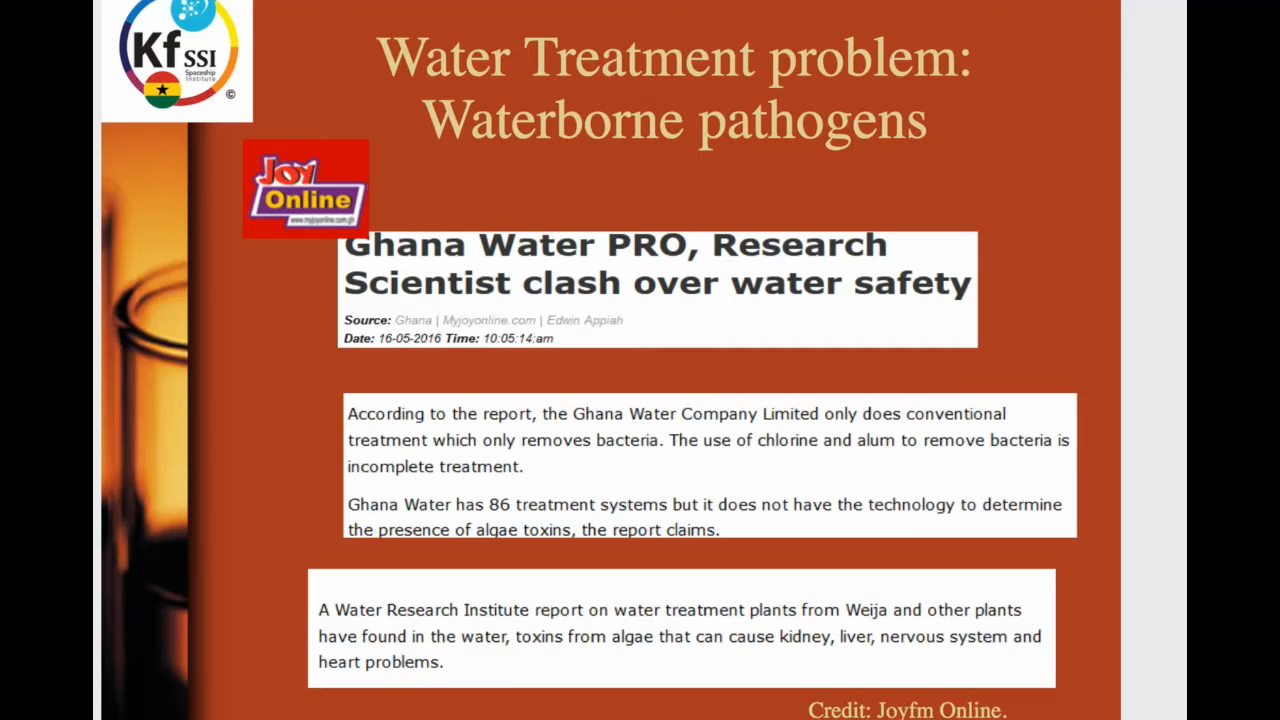 Kf SSI
Spaceship
Institute
©
Water Treatment problem:
Waterborne pathogens
Joy
Online
www.myjoyonline.com.gh
Ghana Water PRO, Research
Scientist clash over water safety
Source: Ghana | Myjoyonline.com | Edwin Appiah
Date: 16-05-2016 Time: 10:05:14:am
According to the report, the Ghana Water Company Limited only does conventional
treatment which only removes bacteria. The use of chlorine and alum to remove bacteria is
incomplete treatment.
Ghana Water has 86 treatment systems but it does not have the technology to determine
the presence of algae toxins, the report claims.
A Water Research Institute report on water treatment plants from Weija and other plants
have found in the water, toxins from algae that can cause kidney, liver, nervous system and
heart problems.
Credit: Joyfm Online.